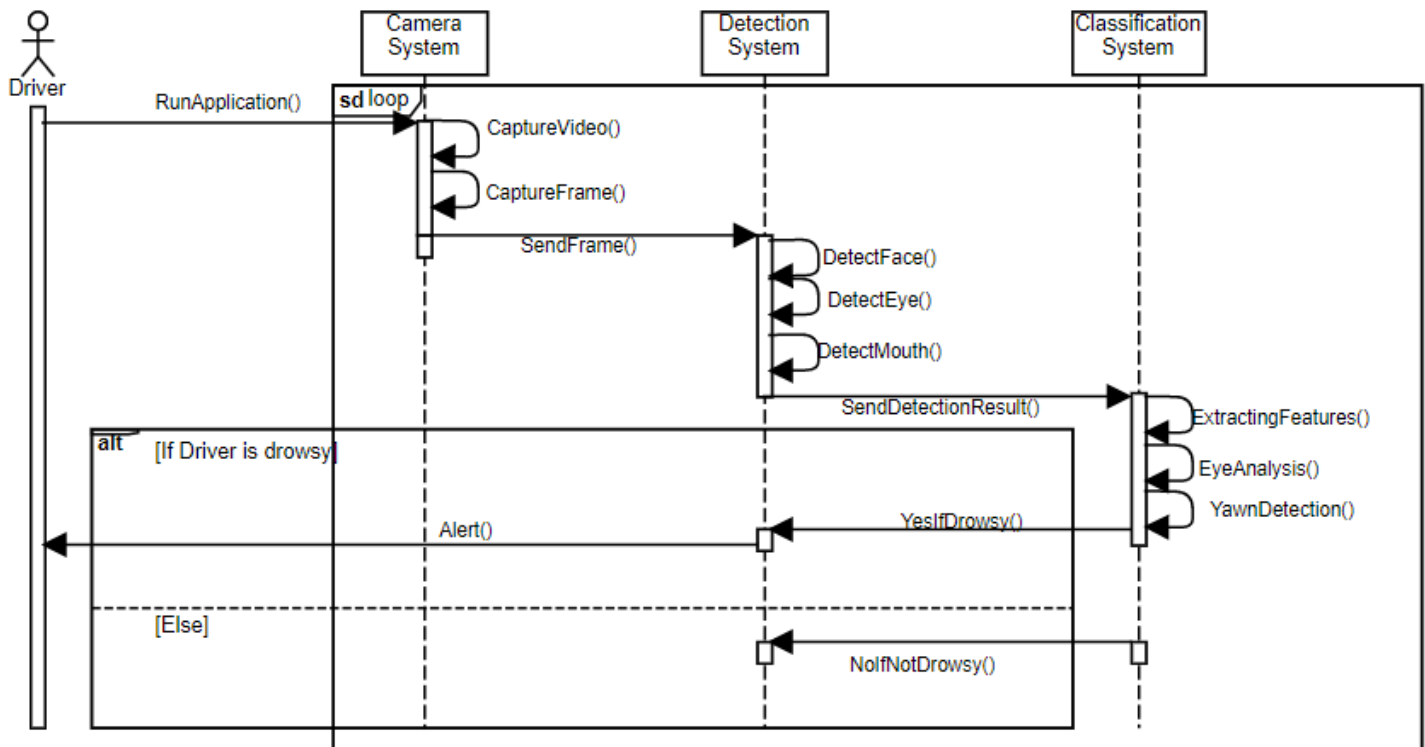 Camera
System
Detection
System
Classification
System
Driver
RunApplication()
sd loop
CaptureVideo()
CaptureFrame()
SendFrame()
DetectFace()
DetectEye()
DetectMouth()
SendDetectionResult()
ExtractingFeatures()
alt
[If Driver is drowsy]
EyeAnalysis()
YawnDetection()
YesIfDrowsy()
Alert()
[Else]
NoIfNotDrowsy()